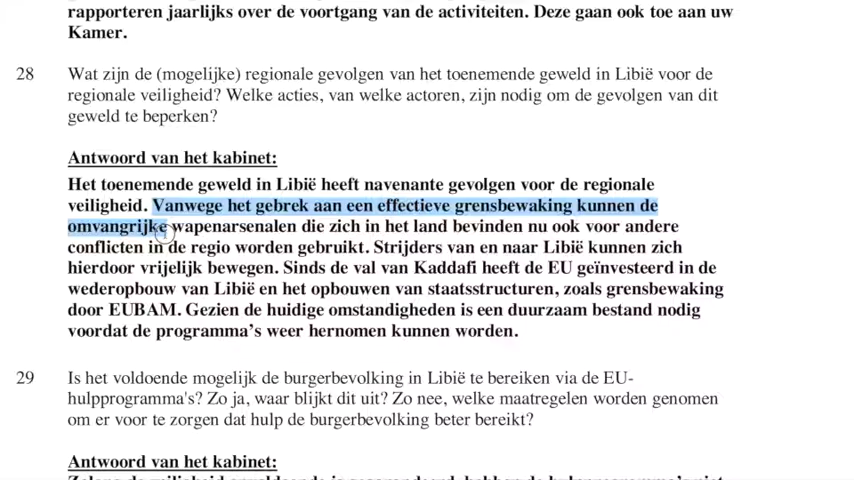 rapporteren jaarlijks over de voortgang van de activiteiten. Deze gaan ook toe aan uw
Kamer.
28 Wat zijn de (mogelijke) regionale gevolgen van het toenemende geweld in Libië voor de
regionale veiligheid? Welke acties, van welke actoren, zijn nodig om de gevolgen van dit
geweld te beperken?
Antwoord van het kabinet:
Het toenemende geweld in Libië heeft navenante gevolgen voor de regionale
veiligheid. Vanwege het gebrek aan een effectieve grensbewaking kunnen de
omvangrijke wapenarsenalen die zich in het land bevinden nu ook voor andere
conflicten in de regio worden gebruikt. Strijders van en naar Libië kunnen zich
hierdoor vrijelijk bewegen. Sinds de val van Kaddafi heeft de EU geïnvesteerd in de
wederopbouw van Libië en het opbouwen van staatsstructuren, zoals grensbewaking
door EUBAM. Gezien de huidige omstandigheden is een duurzaam bestand nodig
voordat de programma's weer hernomen kunnen worden.
29 Is het voldoende mogelijk de burgerbevolking in Libië te bereiken via de EU-
hulpprogramma's? Zo ja, waar blijkt dit uit? Zo nee, welke maatregelen worden genomen
om er voor te zorgen dat hulp de burgerbevolking beter bereikt?
Antwoord van het kabinet: